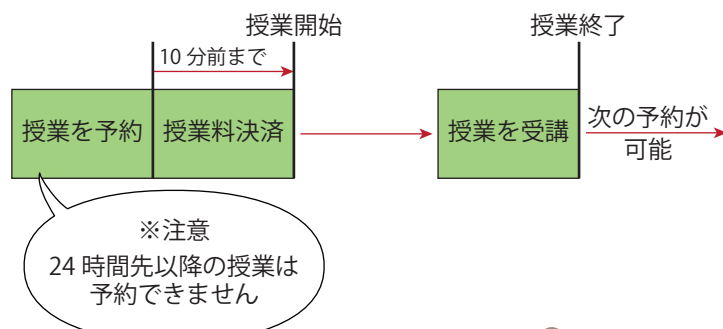 授業開始
授業終了
10 分前まで
授業を予約
授業料決済
授業を受講
次の予約が
可能
※注意
24 時間先以降の授業は
予約できません